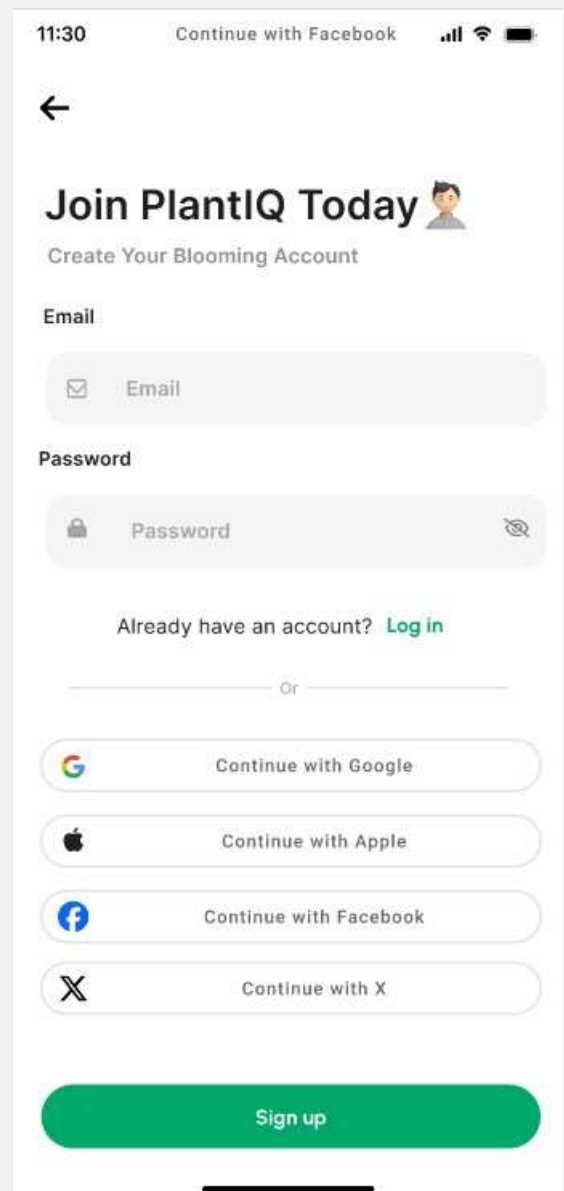 11:30 Continue with Facebook
Join PlantIQ Today
Create Your Blooming Account
Email
Email
Password
Password
Already have an account? Log in
Or
Continue with Google
Continue with Apple
Continue with Facebook
Continue with X
Sign up